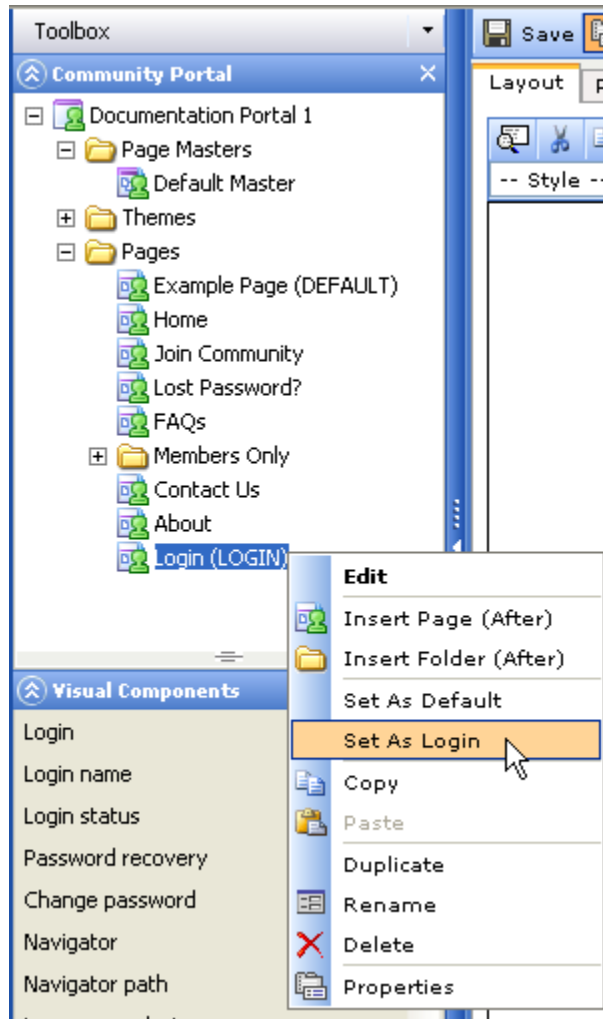 Toolbox
Save
Community Portal
Layout
Documentation Portal 1
Page Masters
-- Style --
Default Master
Themes
Pages
Example Page (DEFAULT)
Home
Join Community
Lost Password?
FAQs
Members Only
Contact Us
About
Login (LOGIN)
Edit
Insert Page (After)
Insert Folder (After)
Visual Components
Set As Default
Login
Set As Login
Login name
Copy
Login status
Paste
Password recovery
Duplicate
Change password
Rename
Navigator
Delete
Navigator path
Properties